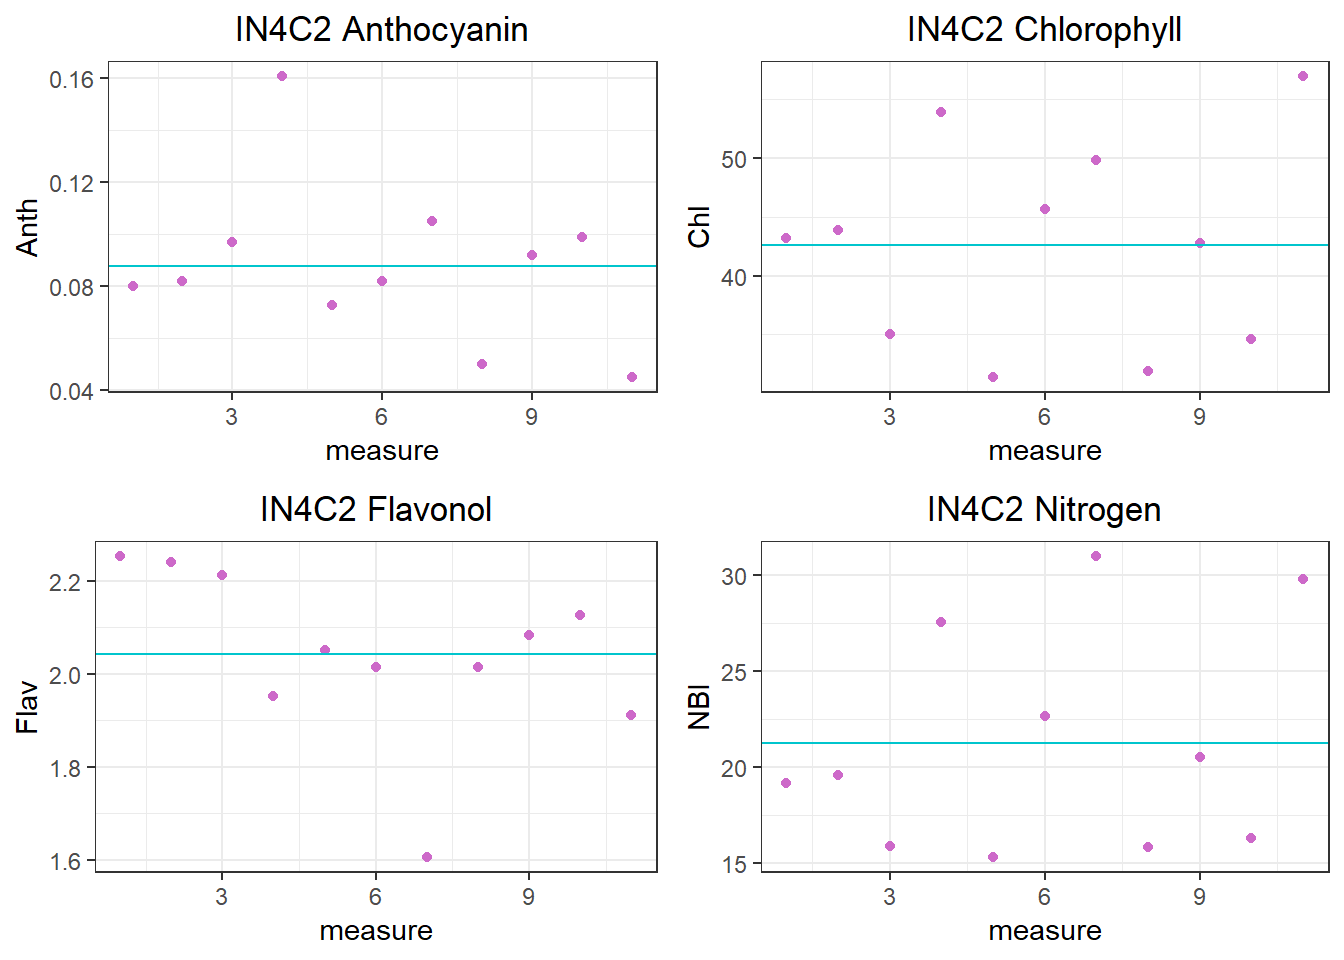 IN4C2 Anthocyanin
0.16
0.12
0.08
0.04
Anth
3 6 9
measure
IN4C2 Chlorophyll
50
40
Chl
3 6 9
measure
IN4C2 Flavonol
2.2
2.0
1.8
1.6
Flav
3 6 9
measure
IN4C2 Nitrogen
30
25
20
15
NBI
3 6 9
measure